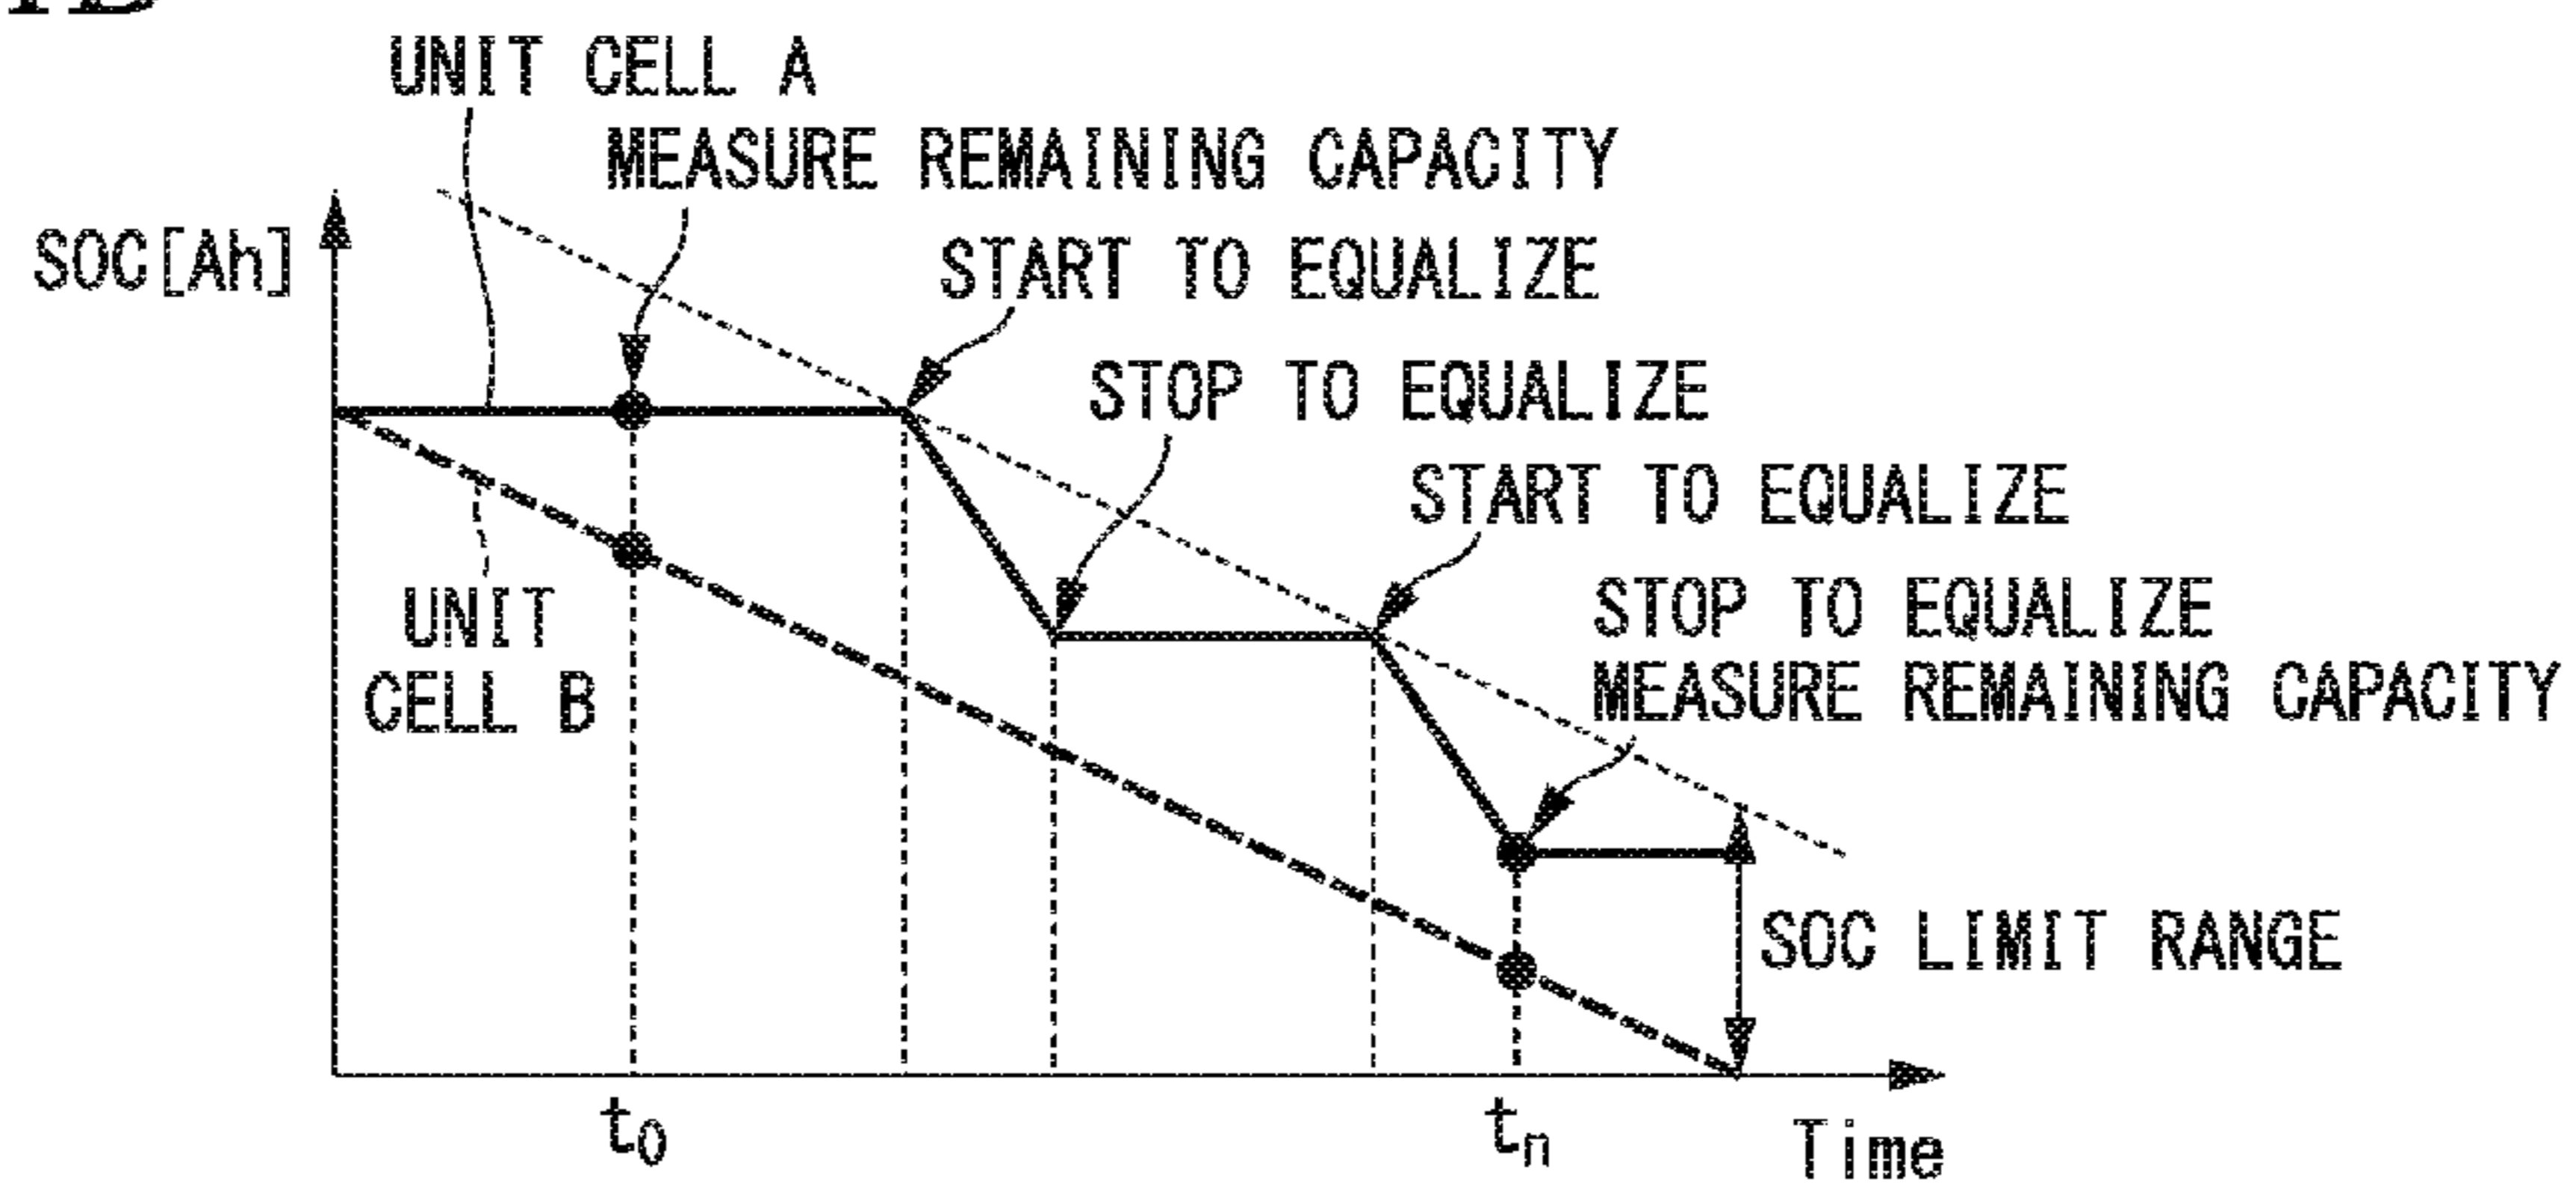 UNIT CELL A
MEASURE REMAINING CAPACITY
SOC[Ah]
START TO EQUALIZE
STOP TO EQUALIZE
START TO EQUALIZE
STOP TO EQUALIZE
MEASURE REMAINING CAPACITY
UNIT
CELL B
SOC LIMIT RANGE
t0
tn
Time